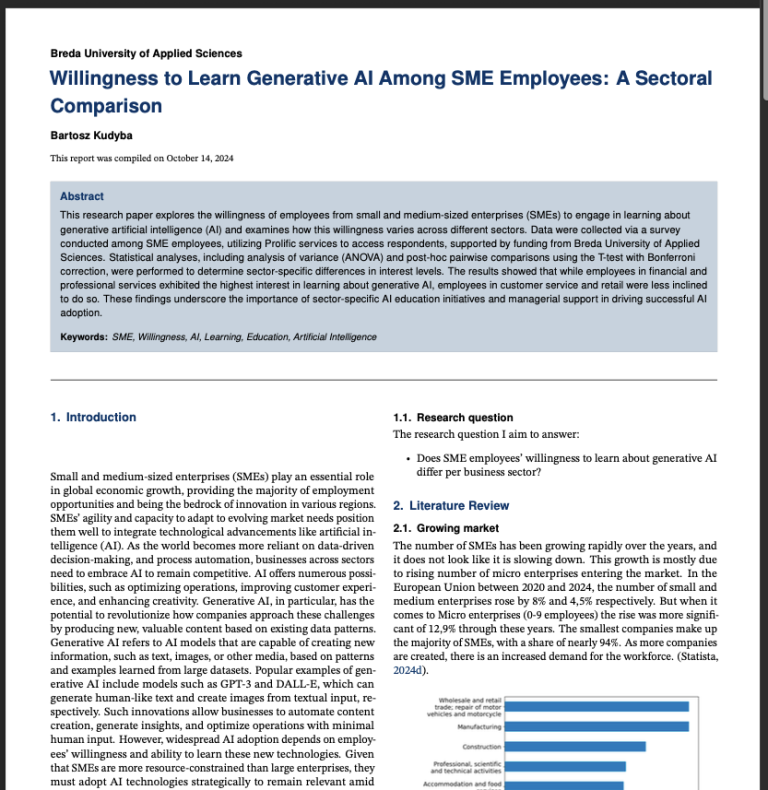 Breda University of Applied Sciences
Willingness to Learn Generative AI Among SME Employees: A Sectoral
Comparison
Bartosz Kudyba
This report was compiled on October 14, 2024
Abstract
This research paper explores the willingness of employees from small and medium-sized enterprises (SMEs) to engage in learning about
generative artificial intelligence (AI) and examines how this willingness varies across different sectors. Data were collected via a survey
conducted among SME employees, utilizing Prolific services to access respondents, supported by funding from Breda University of Applied
Sciences. Statistical analyses, including analysis of variance (ANOVA) and post-hoc pairwise comparisons using the T-test with Bonferroni
correction, were performed to determine sector-specific differences in interest levels. The results showed that while employees in financial and
professional services exhibited the highest interest in learning about generative AI, employees in customer service and retail were less inclined
to do so. These findings underscore the importance of sector-specific AI education initiatives and managerial support in driving successful AI
adoption.
Keywords: SME, Willingness, AI, Learning, Education, Artificial Intelligence
1. Introduction
Small and medium-sized enterprises (SMEs) play an essential role
in global economic growth, providing the majority of employment
opportunities and being the bedrock of innovation in various regions.
SMEs' agility and capacity to adapt to evolving market needs position
them well to integrate technological advancements like artificial in-
telligence (AI). As the world becomes more reliant on data-driven
decision-making, and process automation, businesses across sectors
need to embrace AI to remain competitive. AI offers numerous possi-
bilities, such as optimizing operations, improving customer experi-
ence, and enhancing creativity. Generative AI, in particular, has the
potential to revolutionize how companies approach these challenges
by producing new, valuable content based on existing data patterns.
Generative AI refers to AI models that are capable of creating new
information, such as text, images, or other media, based on patterns
and examples learned from large datasets. Popular examples of gen-
erative AI include models such as GPT-3 and DALL-E, which can
generate human-like text and create images from textual input, re-
spectively. Such innovations allow businesses to automate content
creation, generate insights, and optimize operations with minimal
human input. However, widespread AI adoption depends on employ-
ees' willingness and ability to learn these new technologies. Given
that SMEs are more resource-constrained than large enterprises, they
must adopt AI technologies strategically to remain relevant amid
1.1. Research question
The research question I aim to answer:
• Does SME employees' willingness to learn about generative AI
differ per business sector?
2. Literature Review
2.1. Growing market
The number of SMEs has been growing rapidly over the years, and
it does not look like it is slowing down. This growth is mostly due
to rising number of micro enterprises entering the market. In the
European Union between 2020 and 2024, the number of small and
medium enterprises rose by 8% and 4,5% respectively. But when it
comes to Micro enterprises (0-9 employees) the rise was more signifi-
cant of 12,9% through these years. The smallest companies make up
the majority of SMEs, with a share of nearly 94%. As more companies
are created, there is an increased demand for the workforce. (Statista,
2024d).
Wholesale and retail
trade; repair of motor
vehicles and motorcycle
Manufacturing
Construction
Professional, scientific
and technical activities
Accommodation and food